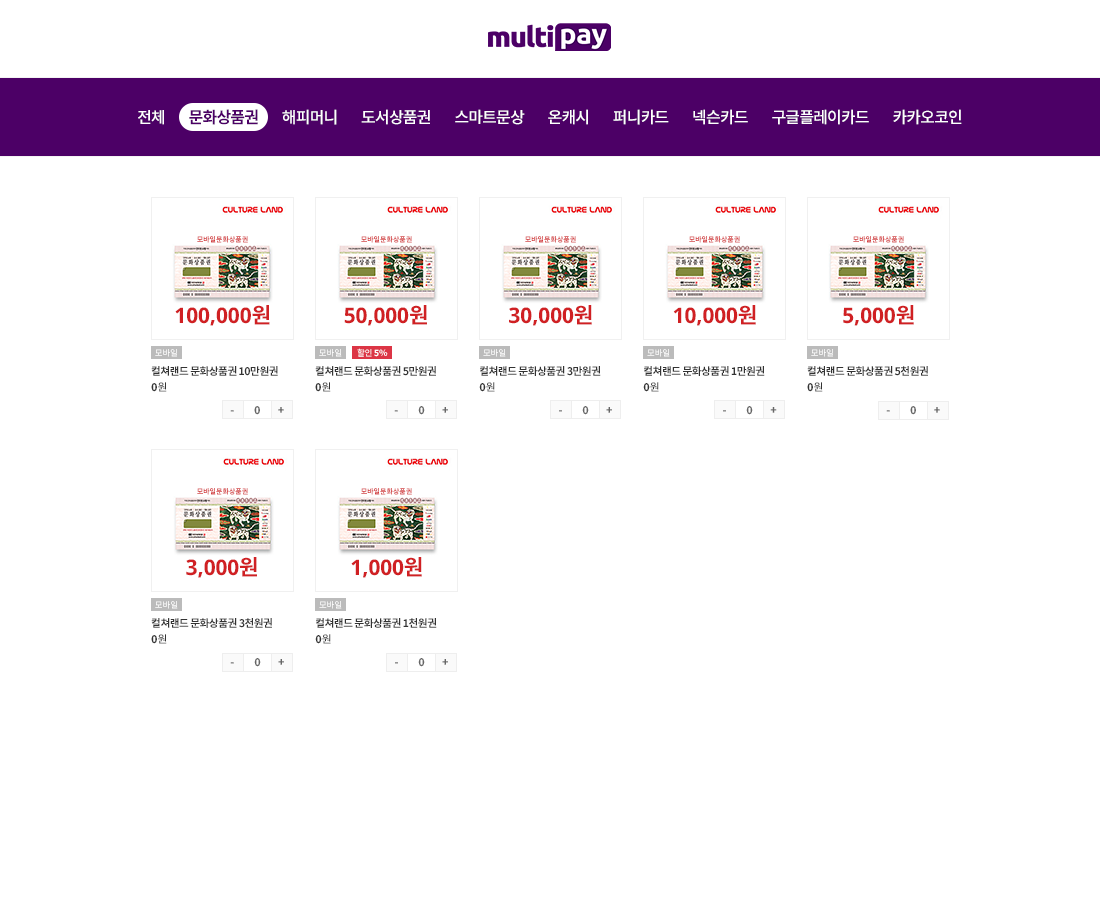 multipay
전체 문화상품권 해피머니 도서상품권 스마트문상 온캐시 퍼니카드 넥슨카드 구글플레이카드 카카오코인
CULTURE LAND
모바일문화상품권
문화상품권
100,000원
모바일
컬쳐랜드 문화상품권 10만원권
0원
- 0 +
CULTURE LAND
모바일문화상품권
문화상품권
50,000원
모바일 할인 5%
컬쳐랜드 문화상품권 5만원권
0원
- 0 +
CULTURE LAND
모바일문화상품권
문화상품권
30,000원
모바일
컬쳐랜드 문화상품권 3만원권
0원
- 0 +
CULTURE LAND
모바일문화상품권
문화상품권
10,000원
모바일
컬쳐랜드 문화상품권 1만원권
0원
- 0 +
CULTURE LAND
모바일문화상품권
문화상품권
5,000원
모바일
컬쳐랜드 문화상품권 5천원권
0원
- 0 +
CULTURE LAND
모바일문화상품권
문화상품권
3,000원
모바일
컬쳐랜드 문화상품권 3천원권
0원
- 0 +
CULTURE LAND
모바일문화상품권
문화상품권
1,000원
모바일
컬쳐랜드 문화상품권 1천원권
0원
- 0 +